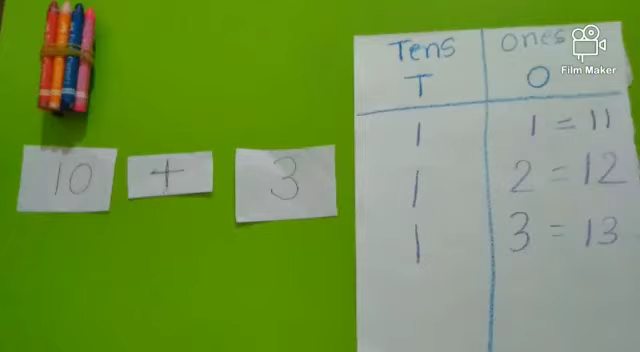 10 + 3
Tens ones
T O
1 1 = 11
1 2 = 12
1 3 = 13
Film Maker